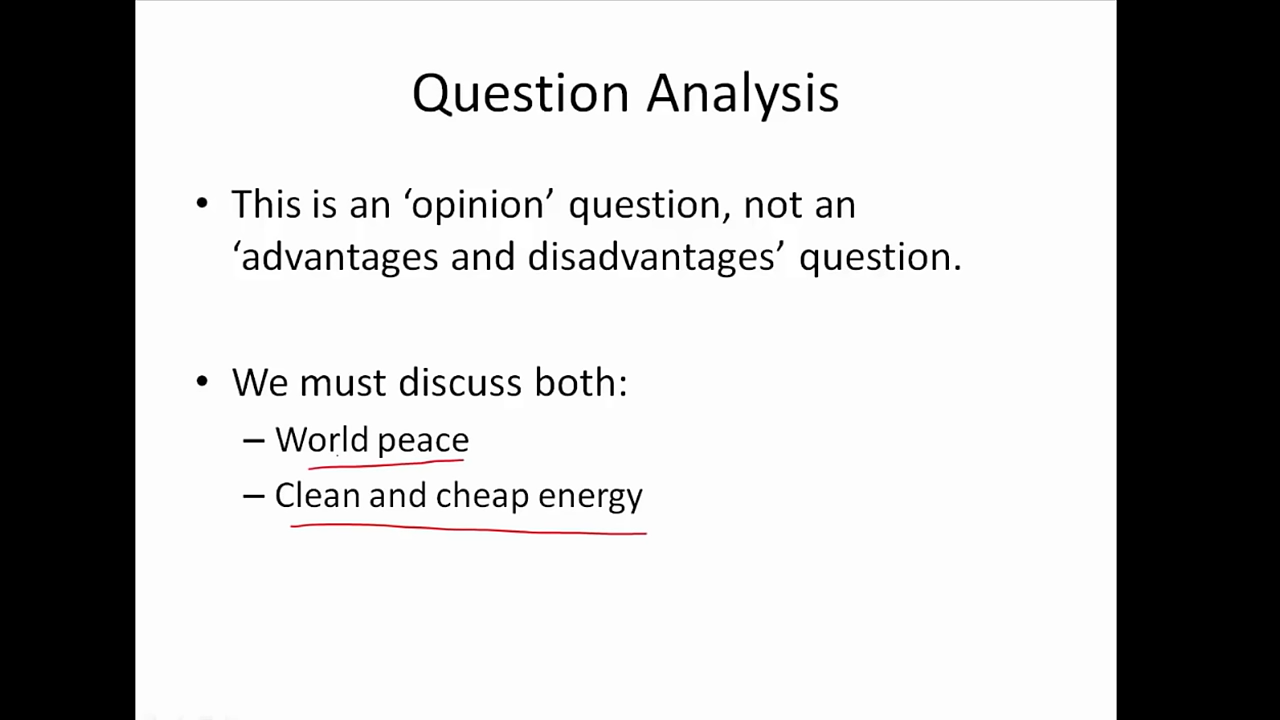 Question Analysis
• This is an ‘opinion’ question, not an
‘advantages and disadvantages’ question.
• We must discuss both:
– World peace
– Clean and cheap energy